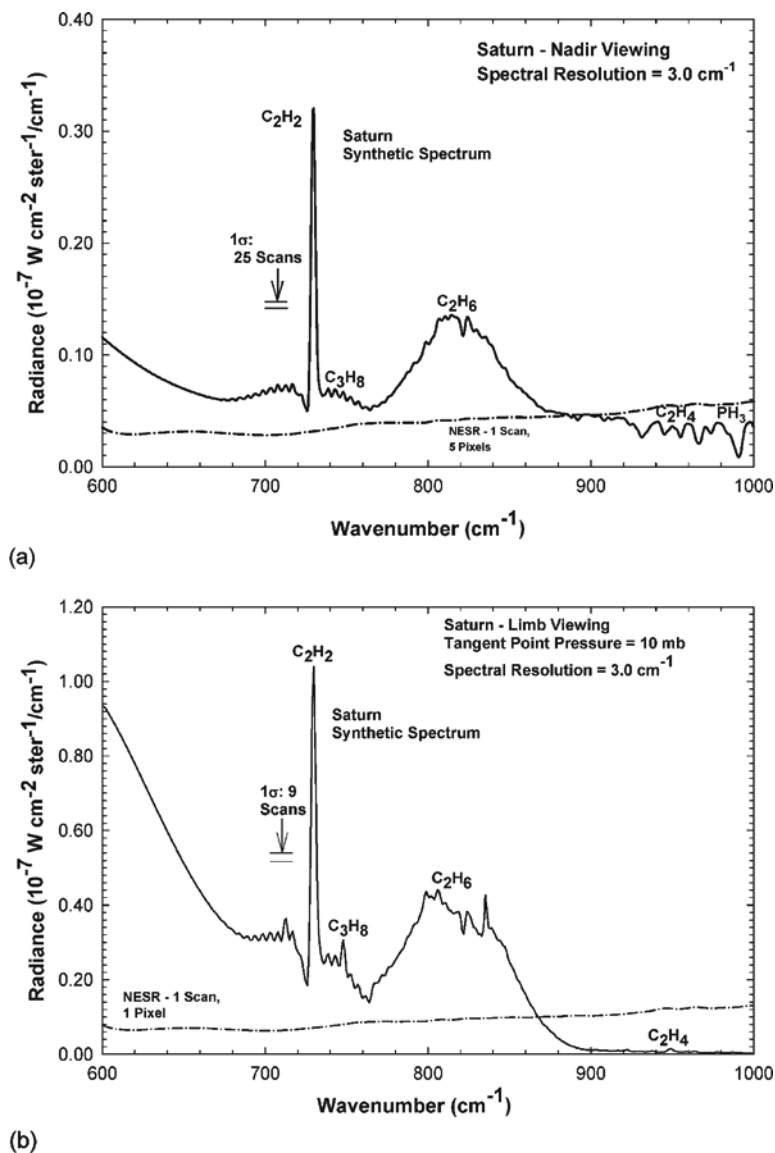 0.40
Saturn - Nadir Viewing
Spectral Resolution = 3.0 cm⁻¹
C₂H₂
Saturn
Synthetic Spectrum
0.30
1σ:
25 Scans
0.20
C₂H₆
C₃H₈
0.10
NESR - 1 Scan,
5 Pixels
C₂H₄
PH₃
0.00
Radiance (10⁻⁷ W cm⁻² ster⁻¹/cm⁻¹)
600 700 800 900 1000
Wavenumber (cm⁻¹)
(a)
1.20
Saturn - Limb Viewing
Tangent Point Pressure = 10 mb
Spectral Resolution = 3.0 cm⁻¹
C₂H₂
1.00
Saturn
Synthetic Spectrum
0.80
1σ: 9
Scans
0.60
C₂H₆
0.40
C₃H₈
0.20
NESR - 1 Scan,
1 Pixel
C₂H₄
0.00
Radiance (10⁻⁷ W cm⁻² ster⁻¹/cm⁻¹)
600 700 800 900 1000
Wavenumber (cm⁻¹)
(b)